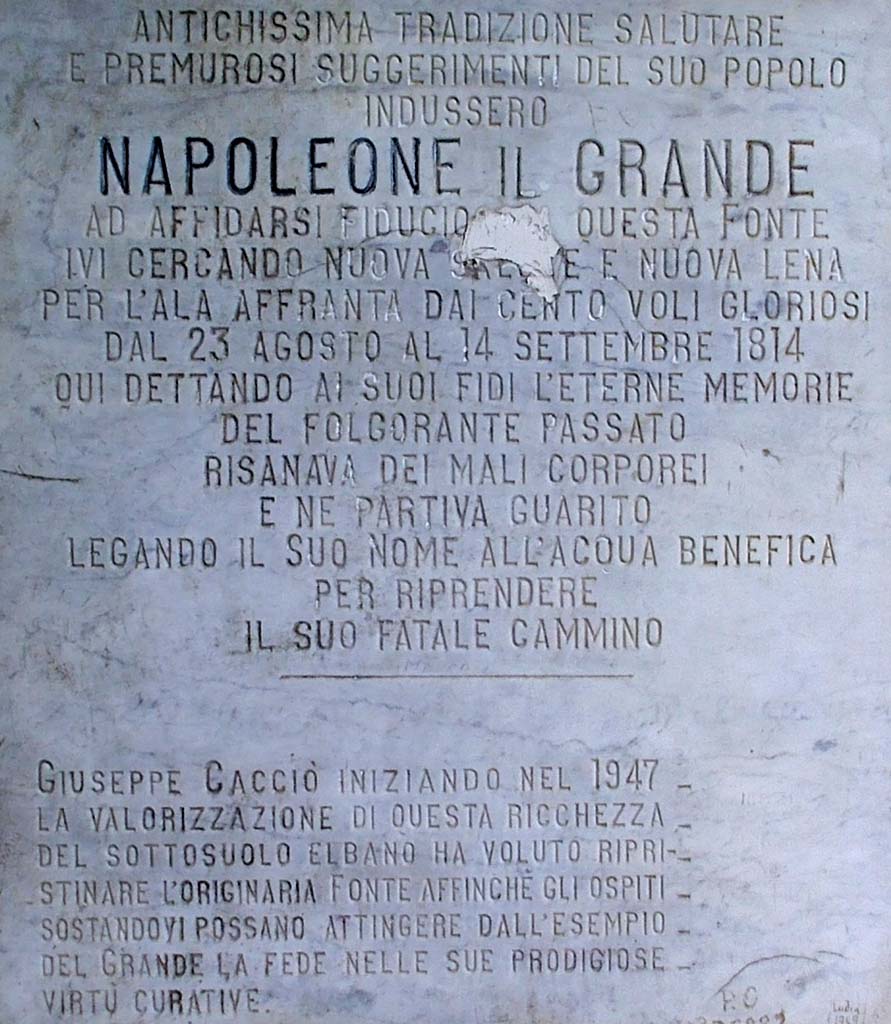 ANTICHISSIMA TRADIZIONE SALUTARE
E PREMUROSI SUGGERIMENTI DEL SUO POPOLO
INDUSSERO
NAPOLEONE IL GRANDE
AD AFFIDARSI QUESTA FONTE
IVI CERCANDO NUOVA E NUOVA LENA
PER L'ALA AFFRANTA DAI CENTO VOLI GLORIOSI
DAL 23 AGOSTO AL 14 SETTEMBRE 1814
QUI DETTANDO AI SUOI FIDI L'ETERNE MEMORIE
DEL FOLGORANTE PASSATO
RISANAVA DEI MALI CORPOREI
E NE PARTIVA GUARITO
LEGANDO IL SUO NOME ALL'ACQUA BENEFICA
PER RIPRENDERE
IL SUO FATALE CAMMINO
GIUSEPPE CACCIÒ INIZIANDO NEL 1947
LA VALORIZZAZIONE DI QUESTA RICCHEZZA
DEL SOTTOSUOLO ELBANO HA VOLUTO RIPRI-
STINARE L'ORIGINARIA FONTE AFFINCHÈ GLI OSPITI
SOSTANDOVI POSSANO ATTINGERE DALL'ESEMPIO
DEL GRANDE LA FEDE NELLE SUE PRODIGIOSE
VIRTÙ CURATIVE.